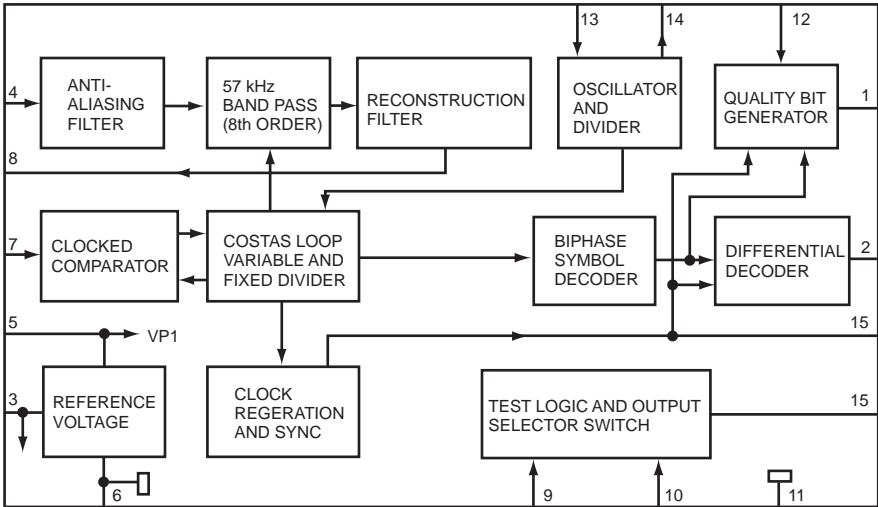 13
14
12
4
ANTI-
ALIASING
FILTER
57 kHz
BAND PASS
(8th ORDER)
RECONSTRUCTION
FILTER
OSCILLATOR
AND
DIVIDER
QUALITY BIT
GENERATOR
1
8
7
CLOCKED
COMPARATOR
COSTAS LOOP
VARIABLE AND
FIXED DIVIDER
BIPHASE
SYMBOL
DECODER
DIFFERENTIAL
DECODER
2
5
VP1
15
3
REFERENCE
VOLTAGE
CLOCK
REGERATION
AND SYNC
TEST LOGIC AND OUTPUT
SELECTOR SWITCH
15
6
9
10
11